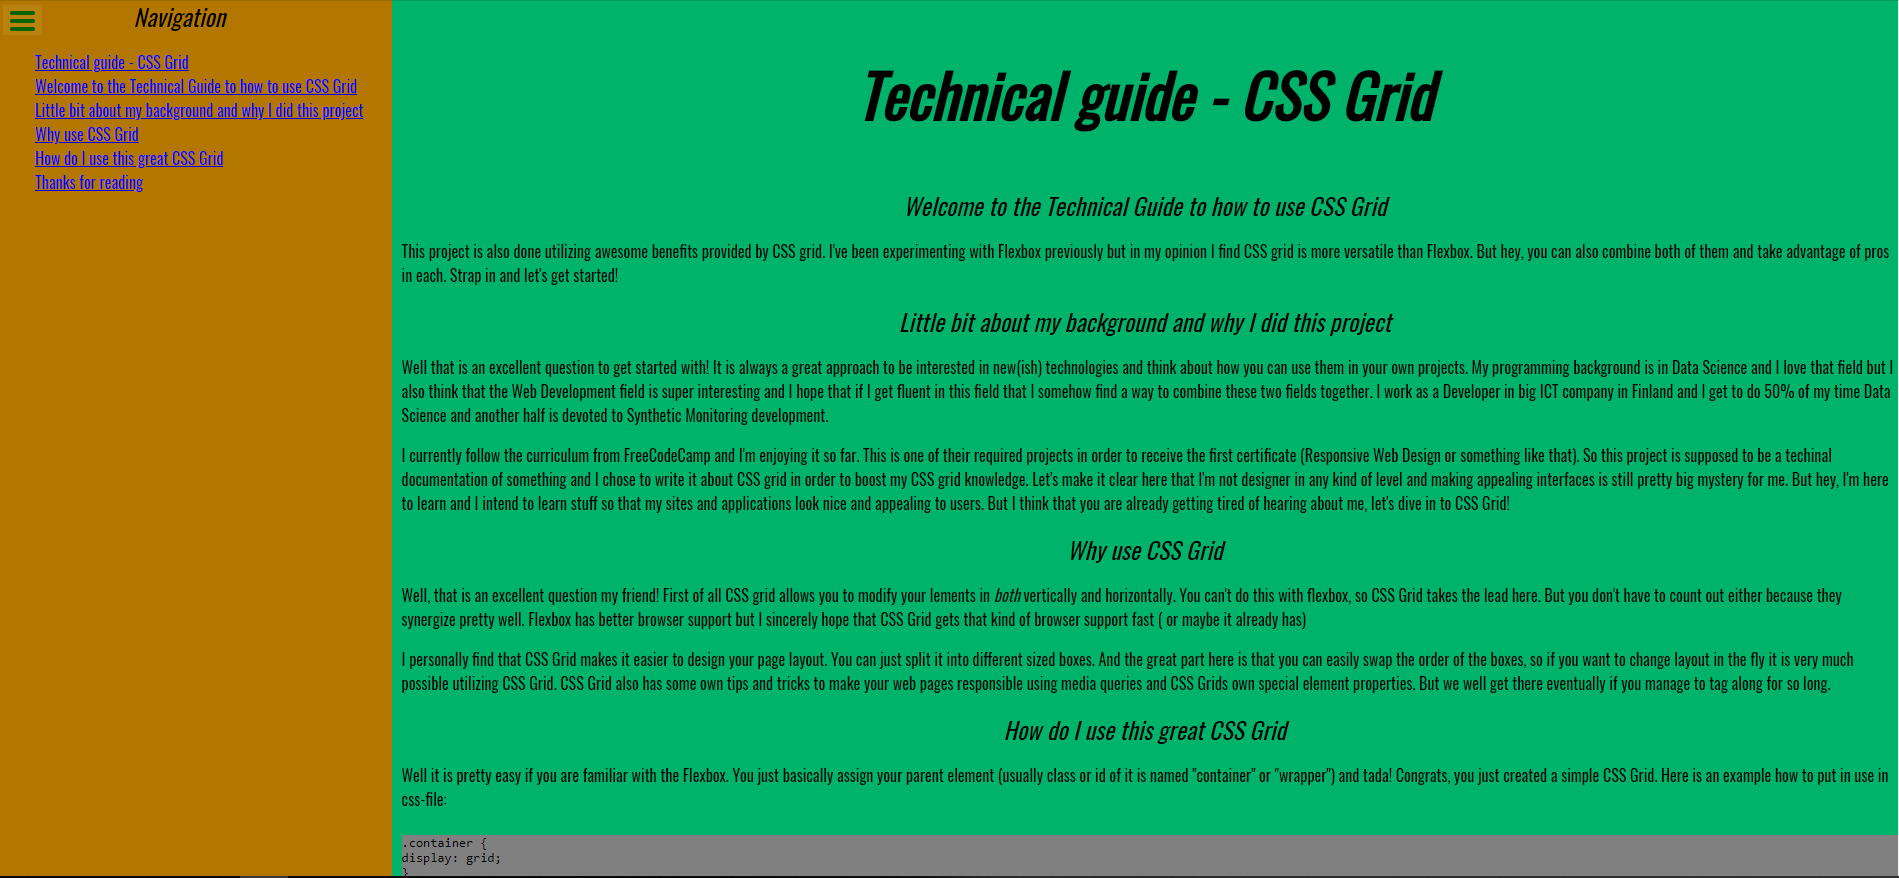 Navigation
Technical guide - CSS Grid
Welcome to the Technical Guide to how to use CSS Grid
Little bit about my background and why I did this project
Why use CSS Grid
How do I use this great CSS Grid
Thanks for reading
Technical guide - CSS Grid
Welcome to the Technical Guide to how to use CSS Grid
This project is also done utilizing awesome benefits provided by CSS grid. I've been experimenting with Flexbox previously but in my opinion I find CSS grid is more versatile than Flexbox. But hey, you can also combine both of them and take advantage of pros
in each. Strap in and let's get started!
Little bit about my background and why I did this project
Well that is an excellent question to get started with! It is always a great approach to be interested in new(ish) technologies and think about how you can use them in your own projects. My programming background is in Data Science and I love that field but I
also think that the Web Development field is super interesting and I hope that if I get fluent in this field that I somehow find a way to combine these two fields together. I work as a Developer in big ICT company in Finland and I get to do 50% of my time Data
Science and another half is devoted to Synthetic Monitoring development.
I currently follow the curriculum from FreeCodeCamp and I'm enjoying it so far. This is one of their required projects in order to receive the first certificate (Responsive Web Design or something like that). So this project is supposed to be a techinal
documentation of something and I chose to write it about CSS grid in order to boost my CSS grid knowledge. Let's make it clear here that I'm not designer in any kind of level and making appealing interfaces is still pretty big mystery for me. But hey, I'm here
to learn and I intend to learn stuff so that my sites and applications look nice and appealing to users. But I think that you are already getting tired of hearing about me, let's dive in to CSS Grid!
Why use CSS Grid
Well, that is an excellent question my friend! First of all CSS grid allows you to modify your lements in both vertically and horizontally. You can't do this with flexbox, so CSS Grid takes the lead here. But you don't have to count out either because they
synergize pretty well. Flexbox has better browser support but I sincerely hope that CSS Grid gets that kind of browser support fast ( or maybe it already has)
I personally find that CSS Grid makes it easier to design your page layout. You can just split it into different sized boxes. And the great part here is that you can easily swap the order of the boxes, so if you want to change layout in the fly it is very much
possible utilizing CSS Grid. CSS Grid also has some own tips and tricks to make your web pages responsible using media queries and CSS Grids own special element properties. But we well get there eventually if you manage to tag along for so long.
How do I use this great CSS Grid
Well it is pretty easy if you are familiar with the Flexbox. You just basically assign your parent element (usually class or id of it is named "container" or "wrapper") and tada! Congrats, you just created a simple CSS Grid. Here is an example how to put in use in
css-file:
.container {
display: grid;
}